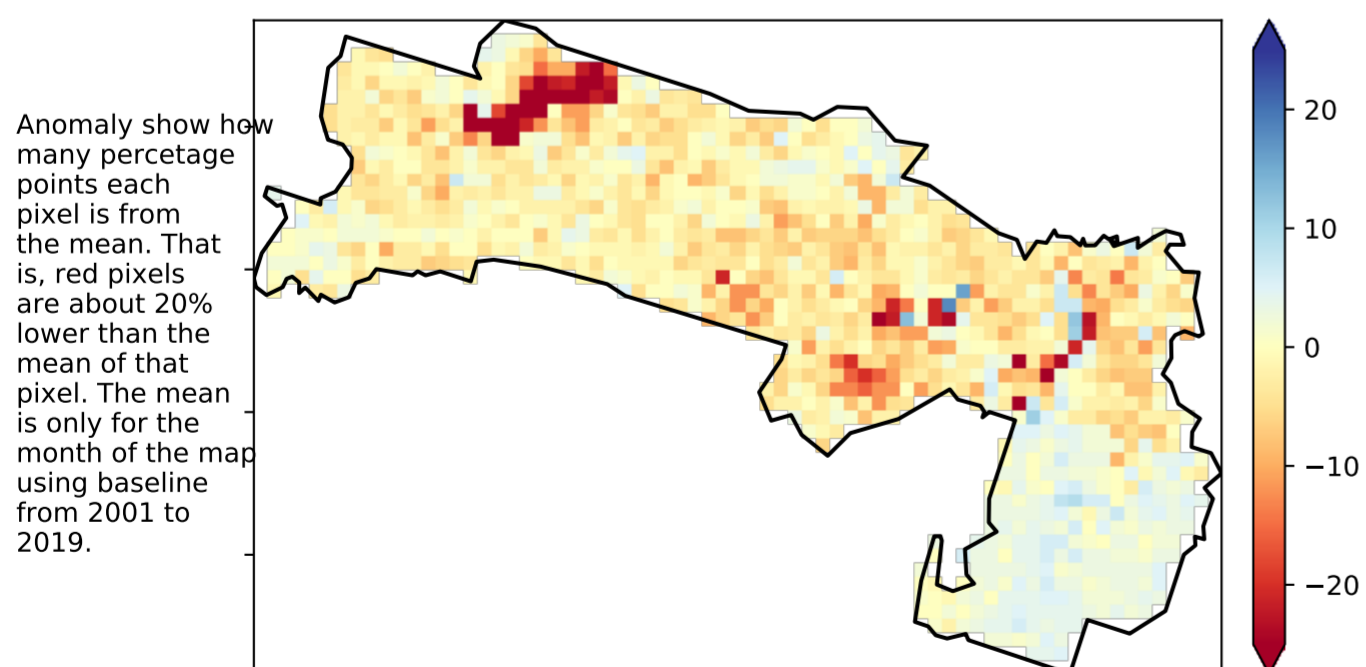 Anomaly show how
many percetage
points each
pixel is from
the mean. That
is, red pixels
are about 20%
lower than the
mean of that
pixel. The mean
is only for the
month of the map
using baseline
from 2001 to
2019.
20
10
0
−10
−20